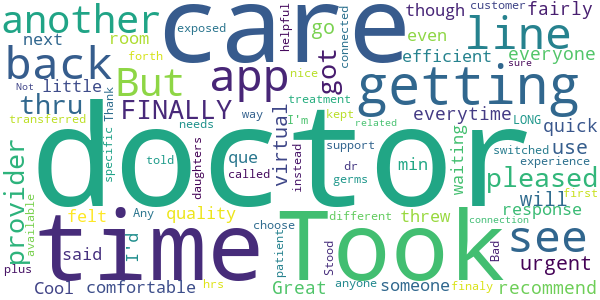 another care though line fairly
exposed helpful customer
next room go connected even efficient everyone
back But app got forth nice Not sure
Not little
thru FINALLY everytime quick
transferred specific Thank way treatment I'm kept related
needs virtual instead support switched use
doctor getting
told que dr min LONG experience
daughters called germs waiting will first
provider available felt quality choose different threw pleased response
Any I'd patient anyone connection
time Took see
said Stood Bad urgent
plus Cool comfortable hrs Great someone finaly recommend